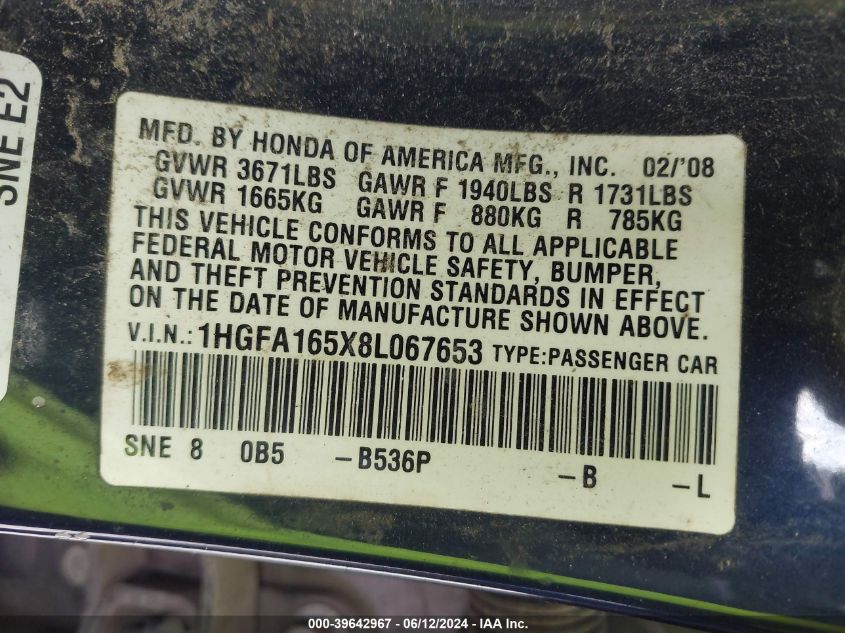 SNE E2
MFD. BY HONDA OF AMERICA MFG., INC. 02/'08
GVWR 3671LBS GAWR F 1940LBS R 1731LBS
GVWR 1665KG GAWR F 880KG R 785KG
THIS VEHICLE CONFORMS TO ALL APPLICABLE
FEDERAL MOTOR VEHICLE SAFETY, BUMPER,
AND THEFT PREVENTION STANDARDS IN EFFECT
ON THE DATE OF MANUFACTURE SHOWN ABOVE.
V.I.N.: 1HGFA165X8L067653 TYPE:PASSENGER CAR
SNE 8 0B5 -B536P -B -L
000-39642967 - 06/12/2024 - IAAI Inc.